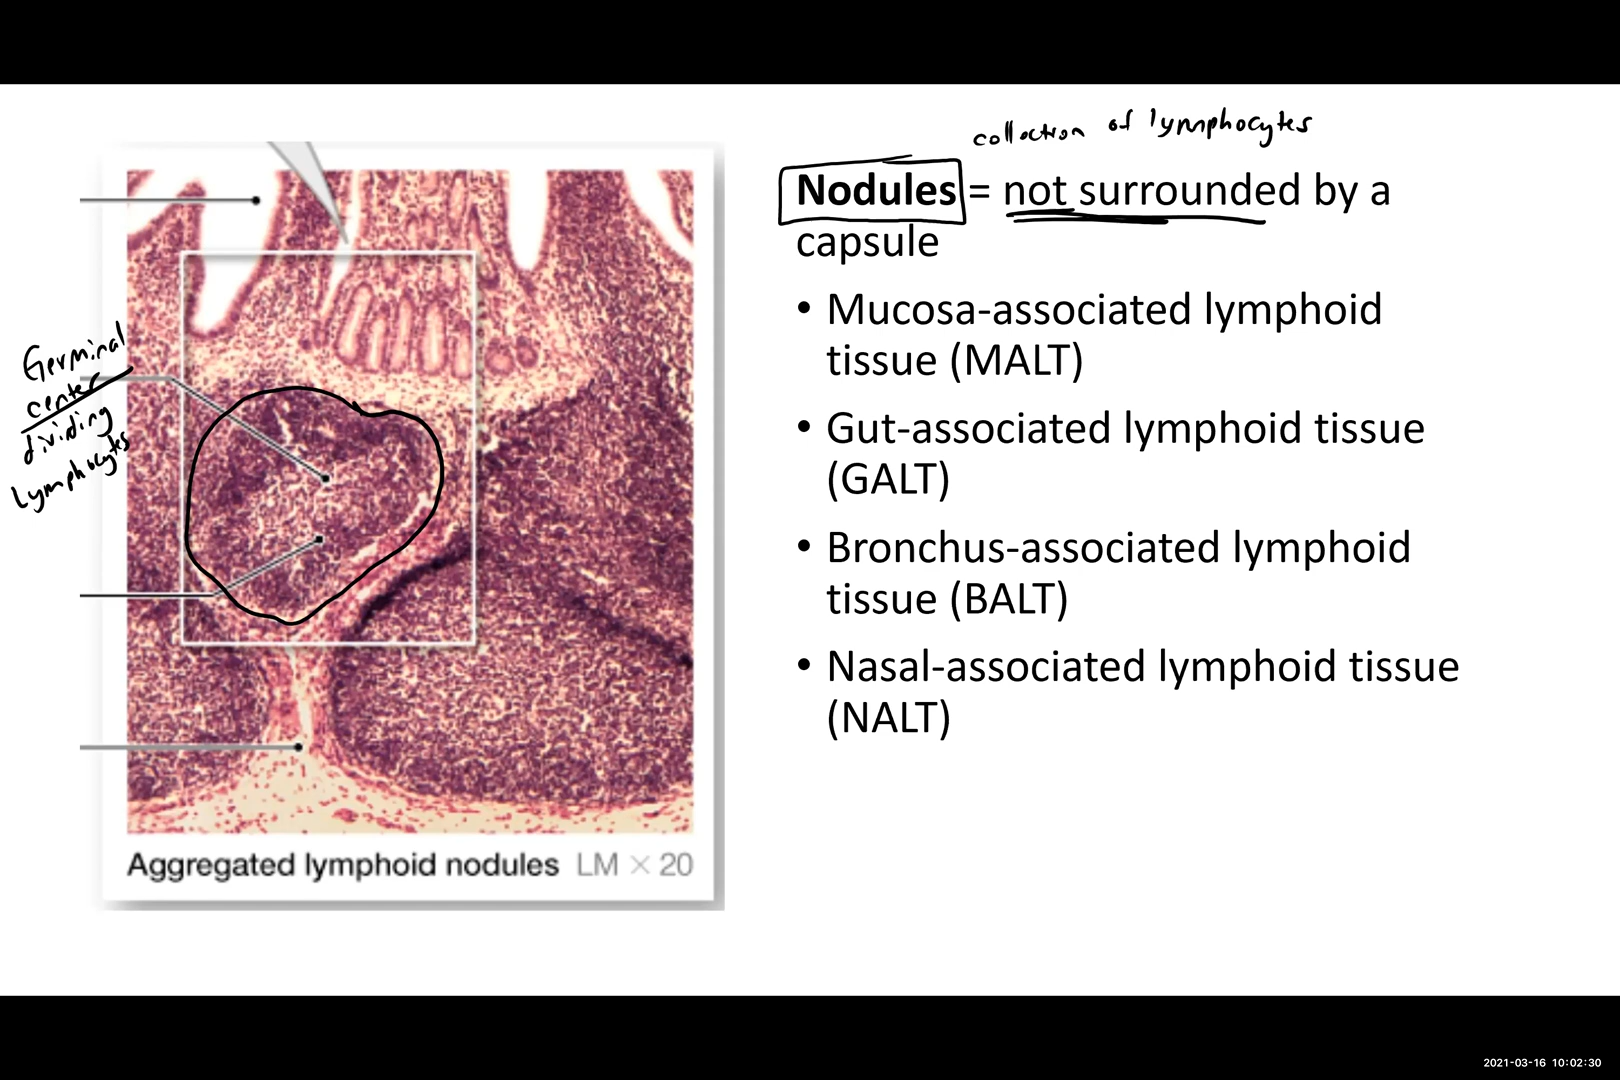 collection of lymphocytes
Nodules = not surrounded by a
capsule
• Mucosa-associated lymphoid
tissue (MALT)
• Gut-associated lymphoid tissue
(GALT)
• Bronchus-associated lymphoid
tissue (BALT)
• Nasal-associated lymphoid tissue
(NALT)
Germinal
center
dividing
lymphocytes
Aggregated lymphoid nodules LM × 20
2021-03-16 10:02:30